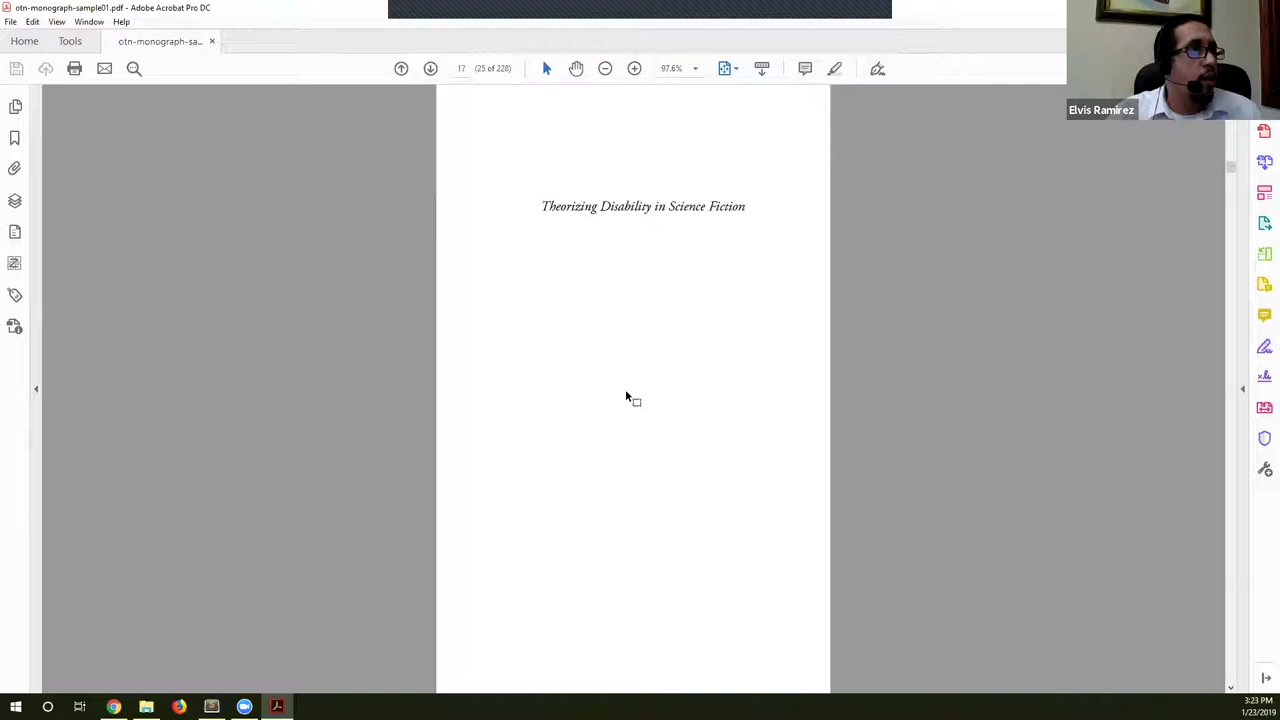 otn-monograph-sample01.pdf - Adobe Acrobat Pro DC
File Edit View Window Help
Home Tools otn-monograph-sa... ×
17 (25 of 228) 97.6%
Elvis Ramirez
Theorizing Disability in Science Fiction
3:23 PM
1/23/2019